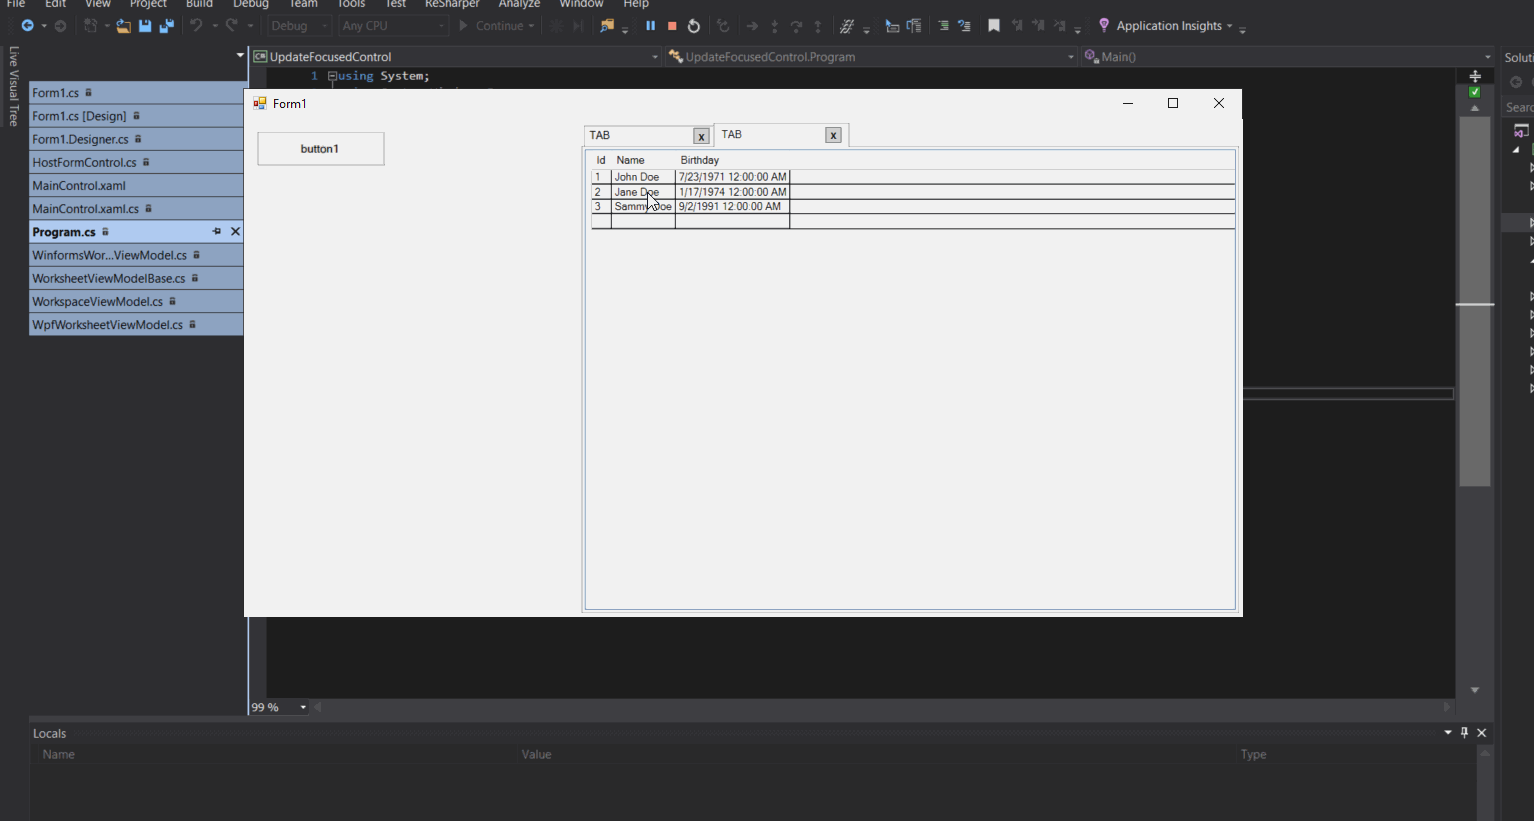 File Edit View Project Build Debug Team Tools Test ReSharper Analyze Window Help
Debug Any CPU Continue Application Insights
Live Visual Tree
UpdateFocusedControl UpdateFocusedControl.Program Main()
Form1.cs
Form1.cs [Design]
Form1.Designer.cs
HostFormControl.cs
MainControl.xaml
MainControl.xaml.cs
Program.cs
WinformsWor...ViewModel.cs
WorksheetViewModelBase.cs
WorkspaceViewModel.cs
WpfWorksheetViewModel.cs
1 using System;
Form1
button1
TAB x TAB x
Id Name Birthday
1 John Doe 7/23/1971 12:00:00 AM
2 Jane Doe 1/17/1974 12:00:00 AM
3 Sammy Doe 9/2/1991 12:00:00 AM
99 %
Locals
Name Value Type